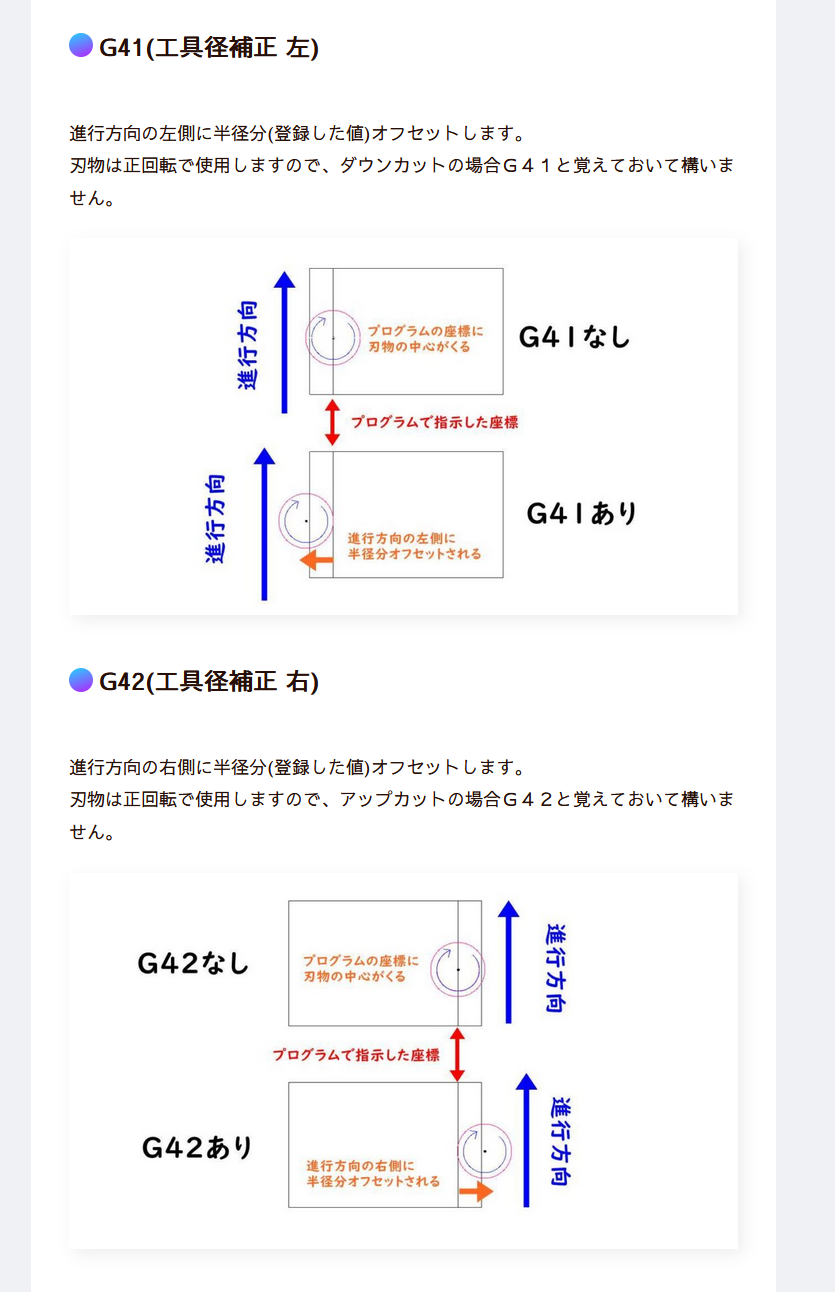 G41(工具径補正 左)
進行方向の左側に半径分(登録した値)オフセットします。
刃物は正回転で使用しますので、ダウンカットの場合Ｇ４１と覚えておいて構いま
せん。
進行方向
プログラムの座標に
刃物の中心がくる
G41なし
プログラムで指示した座標
進行方向
進行方向の左側に
半径分オフセットされる
G41あり
G42(工具径補正 右)
進行方向の右側に半径分(登録した値)オフセットします。
刃物は正回転で使用しますので、アップカットの場合Ｇ４２と覚えておいて構いま
せん。
G42なし
プログラムの座標に
刃物の中心がくる
進行方向
プログラムで指示した座標
G42あり
進行方向の右側に
半径分オフセットされる
進行方向